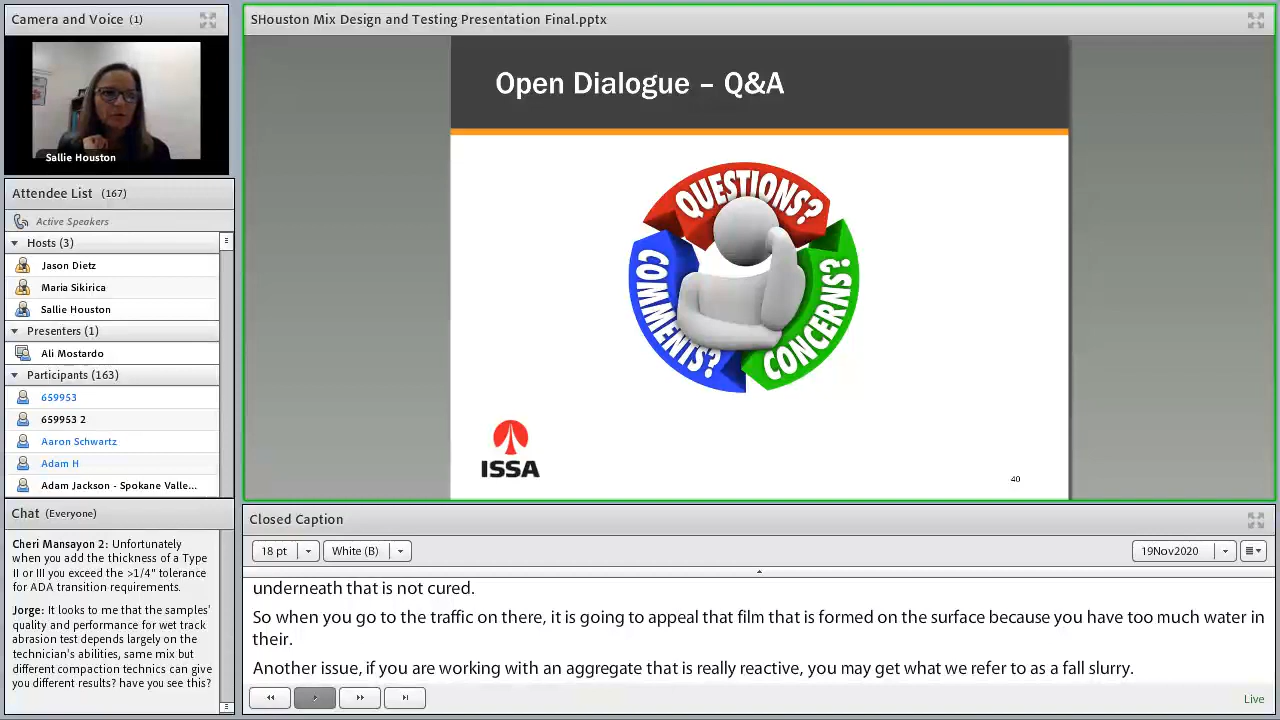 Camera and Voice (1)
Sallie Houston
Attendee List (167)
Active Speakers
Hosts (3)
Jason Dietz
Maria Sikirica
Sallie Houston
Presenters (1)
Ali Mostardo
Participants (163)
659953
659953 2
Aaron Schwartz
Adam H
Adam Jackson - Spokane Valle...
Chat (Everyone)
Cheri Mansayon 2: Unfortunately
when you add the thickness of a Type
II or III you exceed the >1/4" tolerance
for ADA transition requirements.
Jorge: It looks to me that the samples'
quality and performance for wet track
abrasion test depends largely on the
technician's abilities, same mix but
different compaction technics can give
you different results? have you see this?
SHouston Mix Design and Testing Presentation Final.pptx
Open Dialogue – Q&A
QUESTIONS?
COMMENTS?
CONCERNS?
ISSA
40
Closed Caption
18 pt
White (B)
19Nov2020
underneath that is not cured.
So when you go to the traffic on there, it is going to appeal that film that is formed on the surface because you have too much water in
their.
Another issue, if you are working with an aggregate that is really reactive, you may get what we refer to as a fall slurry.
Live